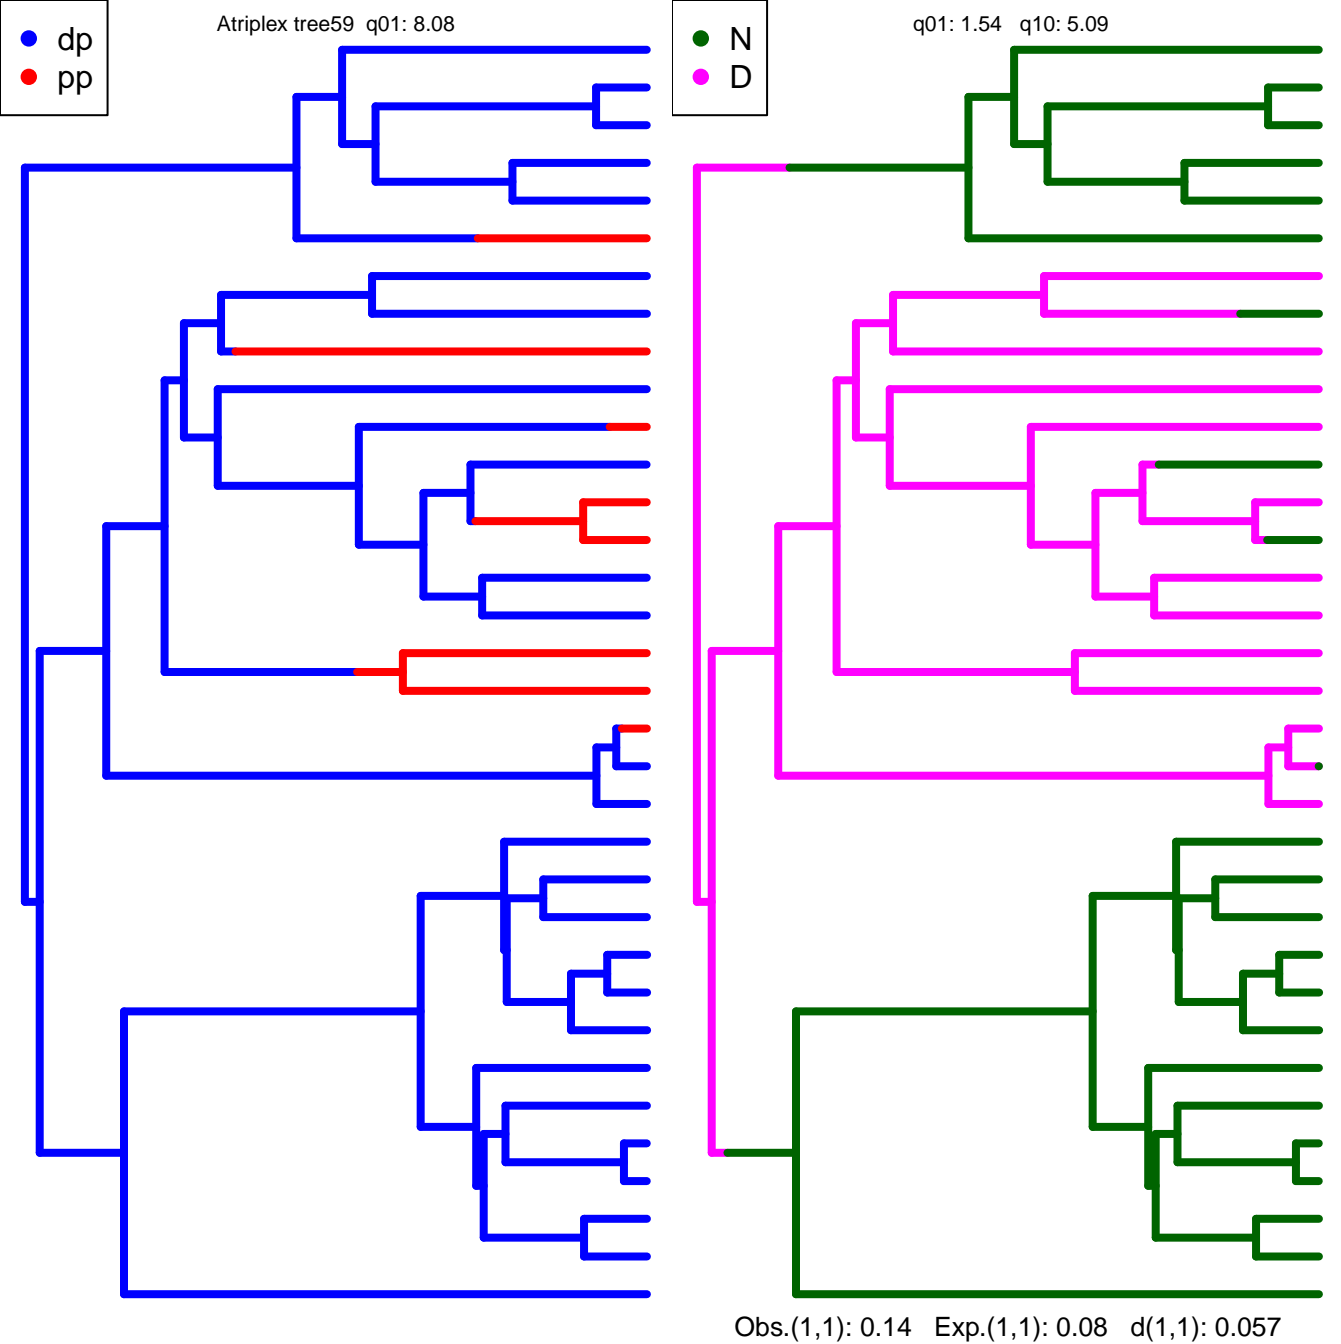 Atriplex tree59 q01: 8.08
dp
pp
q01: 1.54 q10: 5.09
N
D
Obs.(1,1): 0.14 Exp.(1,1): 0.08 d(1,1): 0.057